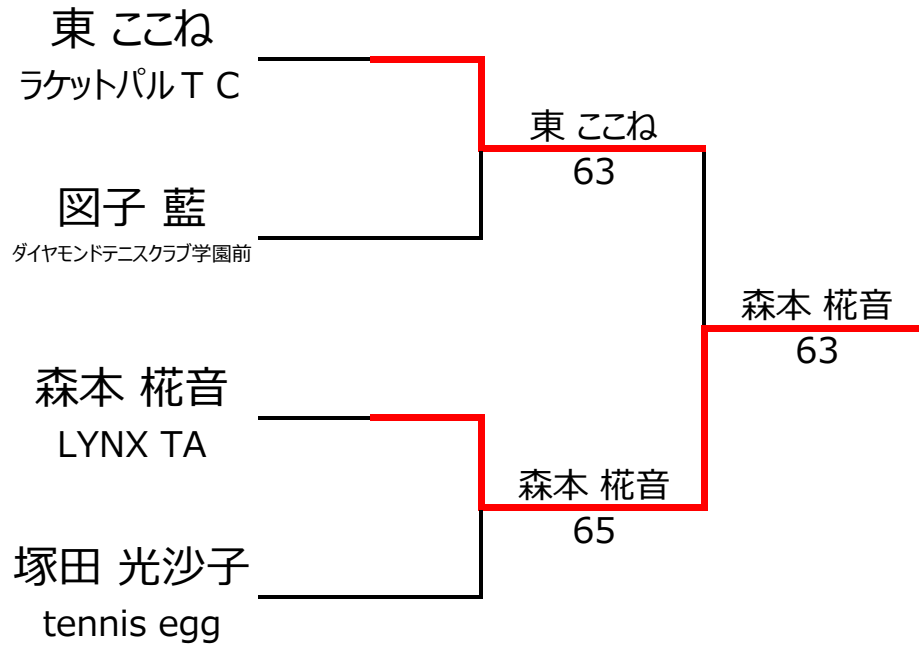 東 ここね
ラケットパルＴＣ
図子 藍
ダイヤモンドテニスクラブ学園前
森本 椛音
LYNX TA
塚田 光沙子
tennis egg
東 ここね
63
森本 椛音
65
森本 椛音
63